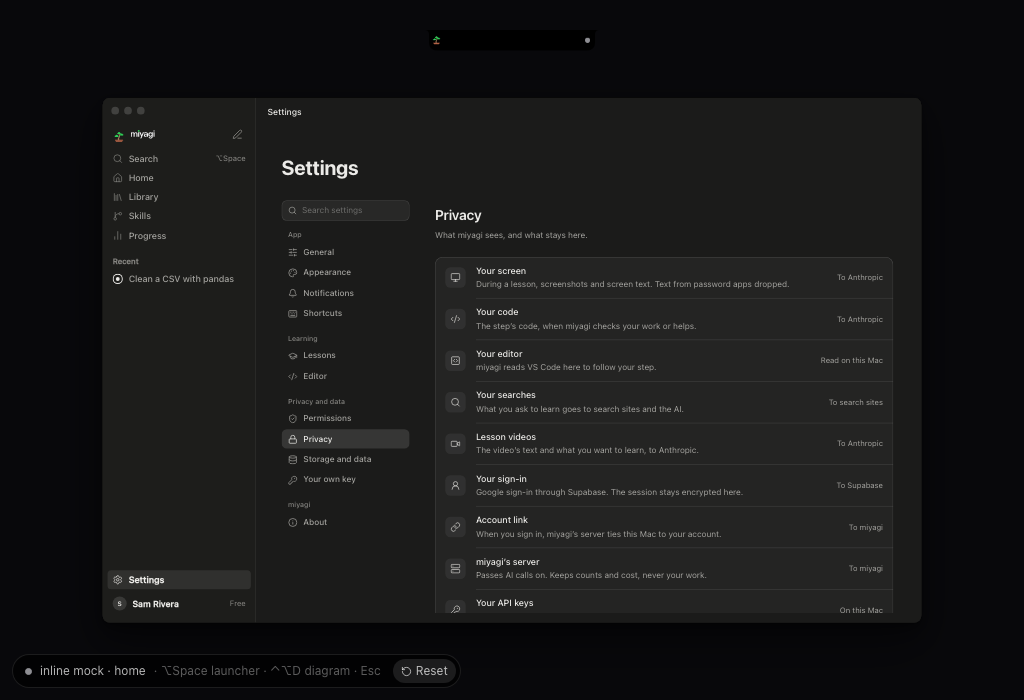 Settings
miyagi
Search ⌥Space
Home
Library
Skills
Progress
Recent
Clean a CSV with pandas
Settings
S Sam Rivera Free
Settings
Search settings
App
General
Appearance
Notifications
Shortcuts
Learning
Lessons
Editor
Privacy and data
Permissions
Privacy
Storage and data
Your own key
miyagi
About
Privacy
What miyagi sees, and what stays here.
Your screen
During a lesson, screenshots and screen text. Text from password apps dropped.
To Anthropic
Your code
The step's code, when miyagi checks your work or helps.
To Anthropic
Your editor
miyagi reads VS Code here to follow your step.
Read on this Mac
Your searches
What you ask to learn goes to search sites and the AI.
To search sites
Lesson videos
The video's text and what you want to learn, to Anthropic.
To Anthropic
Your sign-in
Google sign-in through Supabase. The session stays encrypted here.
To Supabase
Account link
When you sign in, miyagi's server ties this Mac to your account.
To miyagi
miyagi's server
Passes AI calls on. Keeps counts and cost, never your work.
To miyagi
Your API keys
On this Mac
inline mock · home · ⌥Space launcher · ^⌥D diagram · Esc
Reset